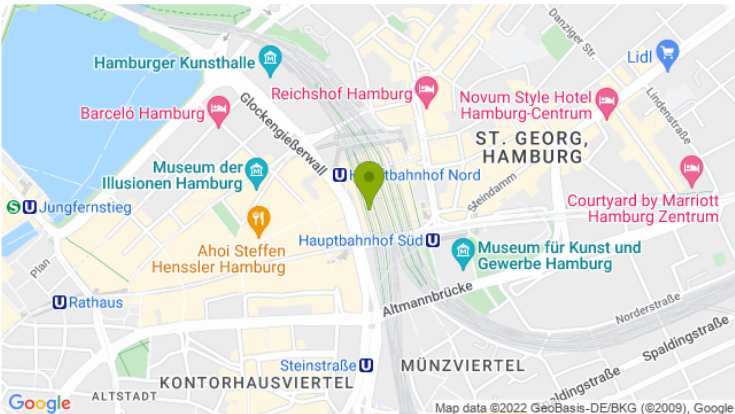 Danziger Str.
Hamburger Kunsthalle
Lidl
Reichshof Hamburg
Novum Style Hotel
Hamburg-Centrum
Barceló Hamburg
Glockengießerwall
Lindenstraße
ST. GEORG,
HAMBURG
Museum der
Illusionen Hamburg
U
Hauptbahnhof Nord
Steindamm
Courtyard by Marriott
Hamburg Zentrum
S U Jungfernstieg
Ahoi Steffen
Henssler Hamburg
Hauptbahnhof Süd U
Museum für Kunst und
Gewerbe Hamburg
Plan
U Rathaus
Altmannbrücke
Norderstraße
Spaldingstraße
Steinstraße U
MÜNZVIERTEL
KONTORHAUSVIERTEL
ALTSTADT
Spaldingstraße
Google
Map data ©2022 GeoBasis-DE/BKG (©2009), Google